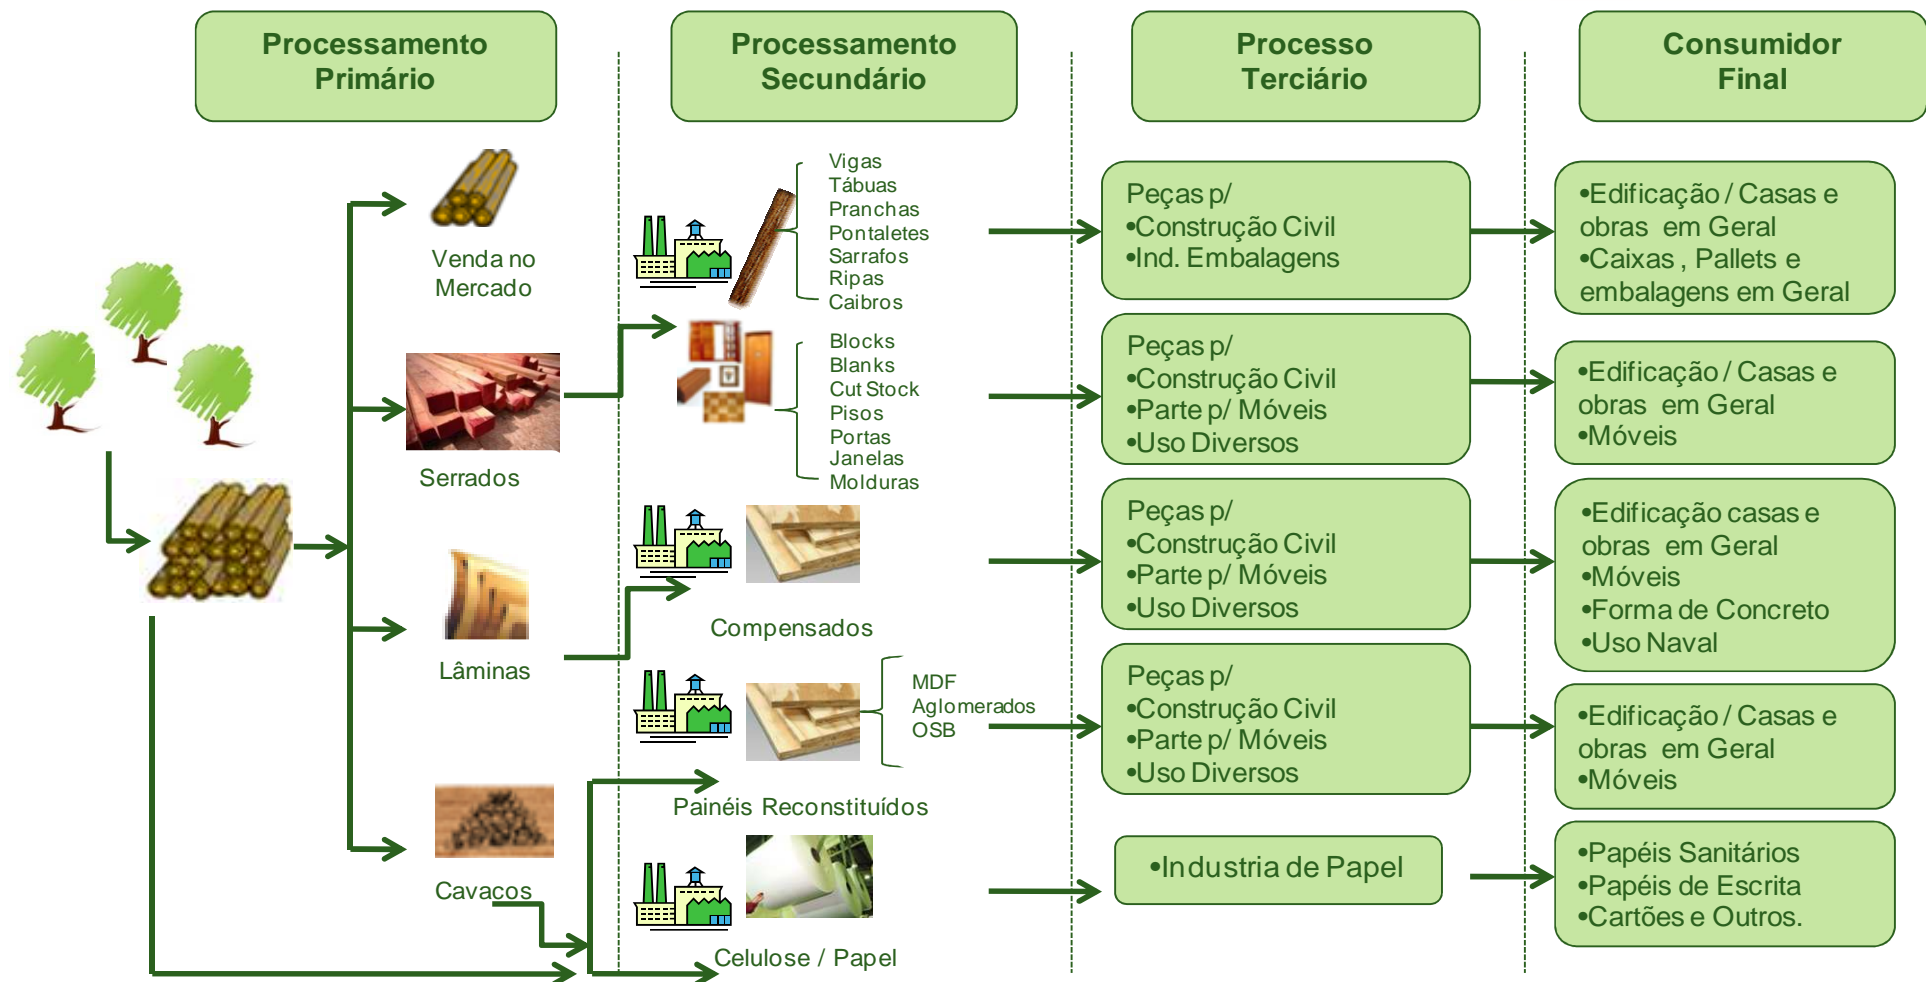 Processamento
Primário
Processamento
Secundário
Processo
Terciário
Consumidor
Final
Venda no
Mercado
Serrados
Lâminas
Cavacos
Vigas
Tábuas
Pranchas
Pontaletes
Sarrafos
Ripas
Caibros
Blocks
Blanks
Cut Stock
Pisos
Portas
Janelas
Molduras
Compensados
MDF
Aglomerados
OSB
Painéis Reconstituídos
Celulose / Papel
Peças p/
•Construção Civil
•Ind. Embalagens
Peças p/
•Construção Civil
•Parte p/ Móveis
•Uso Diversos
Peças p/
•Construção Civil
•Parte p/ Móveis
•Uso Diversos
Peças p/
•Construção Civil
•Parte p/ Móveis
•Uso Diversos
•Industria de Papel
•Edificação / Casas e
obras em Geral
•Caixas , Pallets e
embalagens em Geral
•Edificação / Casas e
obras em Geral
•Móveis
•Edificação casas e
obras em Geral
•Móveis
•Forma de Concreto
•Uso Naval
•Edificação / Casas e
obras em Geral
•Móveis
•Papéis Sanitários
•Papéis de Escrita
•Cartões e Outros.